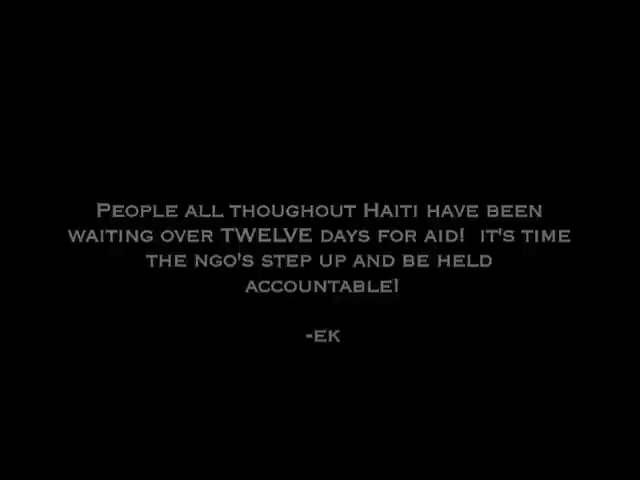 People all thoughout Haiti have been
waiting over TWELVE days for aid! it's time
the ngo's step up and be held
accountable!
-ek